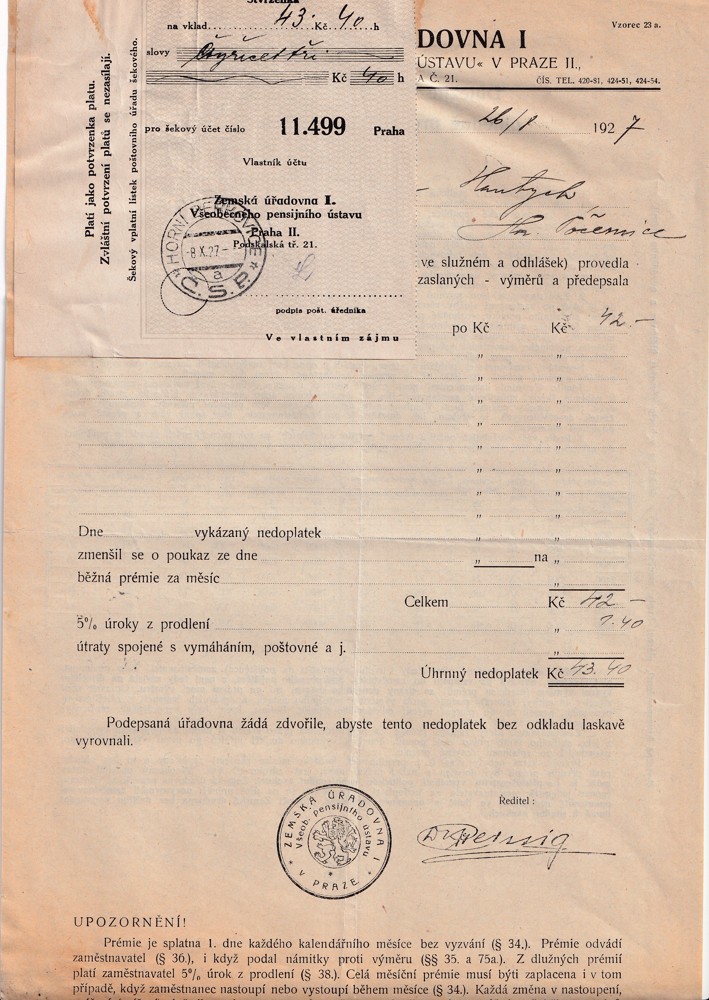 Stvrzenka
na vklad 43 Kč 40 h
slovy Čtyřicet tři
Kč 40 h
pro šekový účet číslo 11.499 Praha
Vlastník účtu
Zemská úřadovna I.
Všeobecného pensijního ústavu
Praha II.
Podskalská tř. 21.
podpis pošt. úředníka
Ve vlastním zájmu
Platí jako potvrzenka platu.
Zvláštní potvrzení platů se nezasílají.
Šekový vplatní lístek poštovního úřadu šekového.
HORNÍ
-8.X.27-
a
Č.S.P.
Vzorec 23 a.
DOVNA I
ÚSTAVU« V PRAZE II.,
A Č. 21. ČÍS. TEL. 420-81, 424-51, 424-54.
26/8 1927
Hn. Počernice
ve služném a odhlášek) provedla
zaslaných - výměrů a předepsala
po Kč Kč 42.-
„ „
„ „
„ „
„ „
„ „
„ „
„ „
„ „
Dne vykázaný nedoplatek „ „
zmenšil se o poukaz ze dne „ na „
běžná prémie za měsíc „
Celkem Kč 42 -
5% úroky z prodlení „ 1.40
útraty spojené s vymáháním, poštovné a j. „
Úhrnný nedoplatek Kč 43.40
Podepsaná úřadovna žádá zdvořile, abyste tento nedoplatek bez odkladu laskavě
vyrovnali.
Ředitel :
ZEMSKÁ ÚŘADOVNA I
Všeob. pensijního ústavu
V PRAZE
UPOZORNĚNÍ!
Prémie je splatna 1. dne každého kalendářního měsíce bez vyzvání (§ 34.). Prémie odvádí
zaměstnavatel (§ 36.), i když podal námitky proti výměru (§§ 35. a 75a.). Z dlužných prémií
platí zaměstnavatel 5% úrok z prodlení (§ 38.). Celá měsíční prémie musí býti zaplacena i v tom
případě, když zaměstnanec nastoupí nebo vystoupí během měsíce (§ 34.). Každá změna v nastoupení,